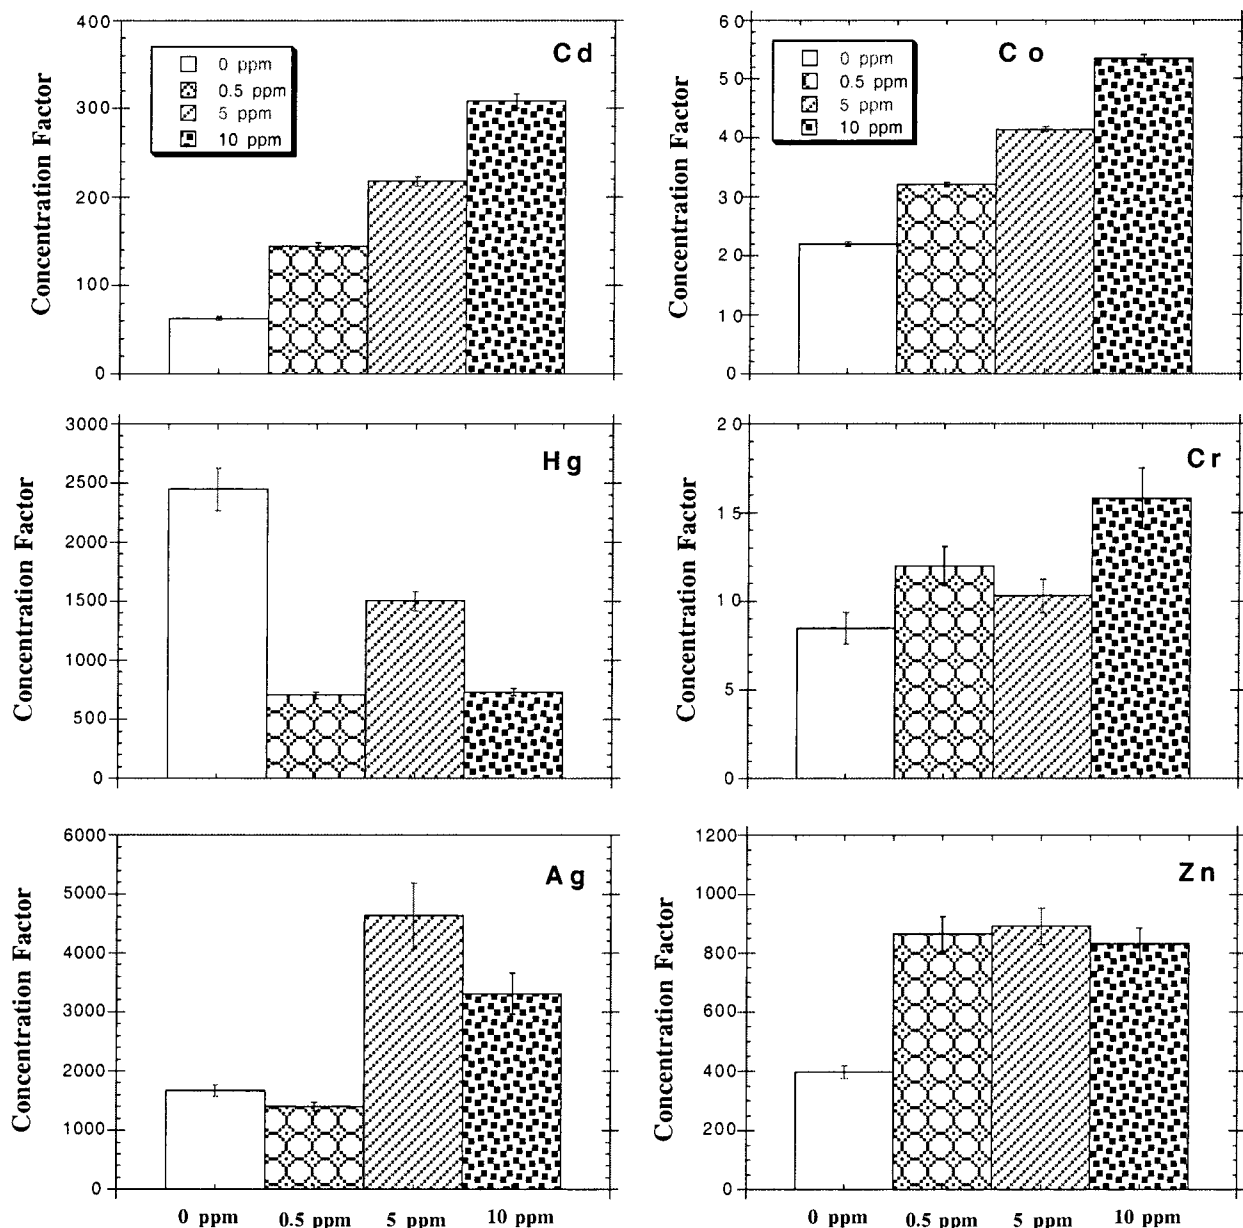 Cd
0 ppm
0.5 ppm
5 ppm
10 ppm
400
300
200
100
0
Concentration Factor
Co
0 ppm
0.5 ppm
5 ppm
10 ppm
60
50
40
30
20
10
0
Concentration Factor
Hg
3000
2500
2000
1500
1000
500
0
Concentration Factor
Cr
20
15
10
5
0
Concentration Factor
Ag
6000
5000
4000
3000
2000
1000
0
Concentration Factor
0 ppm
0.5 ppm
5 ppm
10 ppm
Zn
1200
1000
800
600
400
200
0
Concentration Factor
0 ppm
0.5 ppm
5 ppm
10 ppm